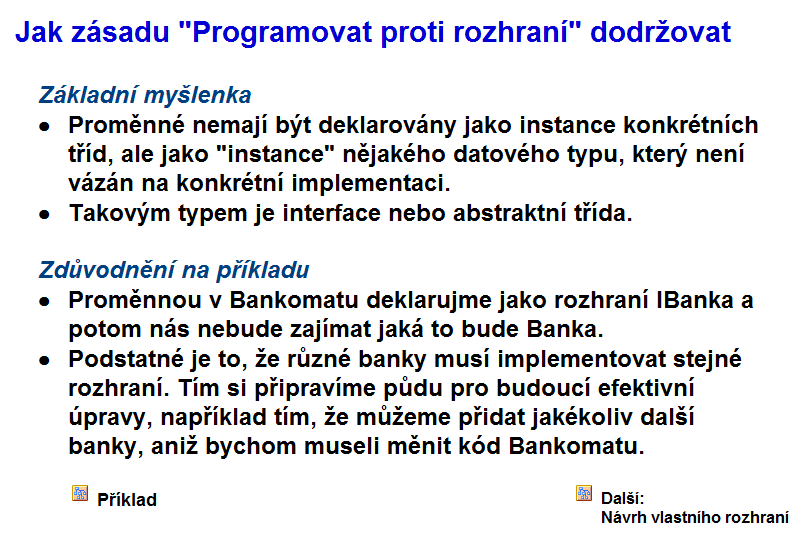 Jak zásadu "Programovat proti rozhraní" dodržovat
Základní myšlenka
● Proměnné nemají být deklarovány jako instance konkrétních
tříd, ale jako "instance" nějakého datového typu, který není
vázán na konkrétní implementaci.
● Takovým typem je interface nebo abstraktní třída.
Zdůvodnění na příkladu
● Proměnnou v Bankomatu deklarujme jako rozhraní IBanka a
potom nás nebude zajímat jaká to bude Banka.
● Podstatné je to, že různé banky musí implementovat stejné
rozhraní. Tím si připravíme půdu pro budoucí efektivní
úpravy, například tím, že můžeme přidat jakékoliv další
banky, aniž bychom museli měnit kód Bankomatu.
Příklad
Další:
Návrh vlastního rozhraní